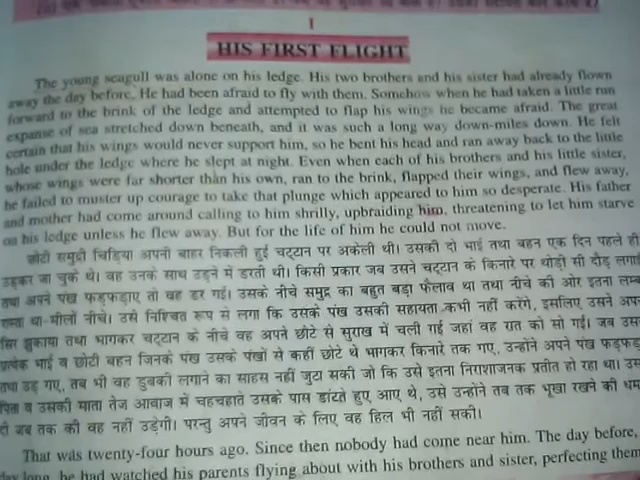 I
HIS FIRST FLIGHT
The young seagull was alone on his ledge. His two brothers and his sister had already flown
away the day before. He had been afraid to fly with them. Somehow when he had taken a little run
forward to the brink of the ledge and attempted to flap his wings he became afraid. The great
expanse of sea stretched down beneath, and it was such a long way down-miles down. He felt
certain that his wings would never support him, so he bent his head and ran away back to the little
hole under the ledge where he slept at night. Even when each of his brothers and his little sister,
whose wings were far shorter than his own, ran to the brink, flapped their wings, and flew away,
he failed to muster up courage to take that plunge which appeared to him so desperate. His father
and mother had come around calling to him shrilly, upbraiding him, threatening to let him starve
on his ledge unless he flew away. But for the life of him he could not move.
छोटी समुद्री चिड़िया अपनी बाहर निकली हुई चट्टान पर अकेली थी। उसकी दो भाई तथा बहन एक दिन पहले ही
उड़कर जा चुके थे। वह उनके साथ उड़ने में डरती थी। किसी प्रकार जब उसने चट्टान के किनारे पर थोड़ी सी दौड़ लगाई
तथा अपने पंख फड़फड़ाए तो वह डर गई। उसके नीचे समुद्र का बहुत बड़ा फैलाव था तथा नीचे की ओर इतना लम्बा
रास्ता था-मीलों नीचे। उसे निश्चित रूप से लगा कि उसके पंख उसकी सहायता कभी नहीं करेंगे, इसलिए उसने अपना
सिर झुकाया तथा भागकर चट्टान के नीचे वह अपने छोटे से सुराख में चली गई जहां वह रात को सो गई। जब उसके
प्रत्येक भाई व छोटी बहन जिनके पंख उसके पंखों से कहीं छोटे थे भागकर किनारे तक गए, उन्होंने अपने पंख फड़फड़ाए
तथा उड़ गए, तब भी वह डुबकी लगाने का साहस नहीं जुटा सकी जो कि उसे इतना निराशाजनक प्रतीत हो रहा था। उसके
पिता व उसकी माता तेज आवाज में चहचहाते उसके पास डांटते हुए आए थे, उसे उन्होंने तब तक भूखा रखने की धमकी
दी जब तक की वह नहीं उड़ेगी। परन्तु अपने जीवन के लिए वह हिल भी नहीं सकी।
That was twenty-four hours ago. Since then nobody had come near him. The day before,
day long, he had watched his parents flying about with his brothers and sister, perfecting them